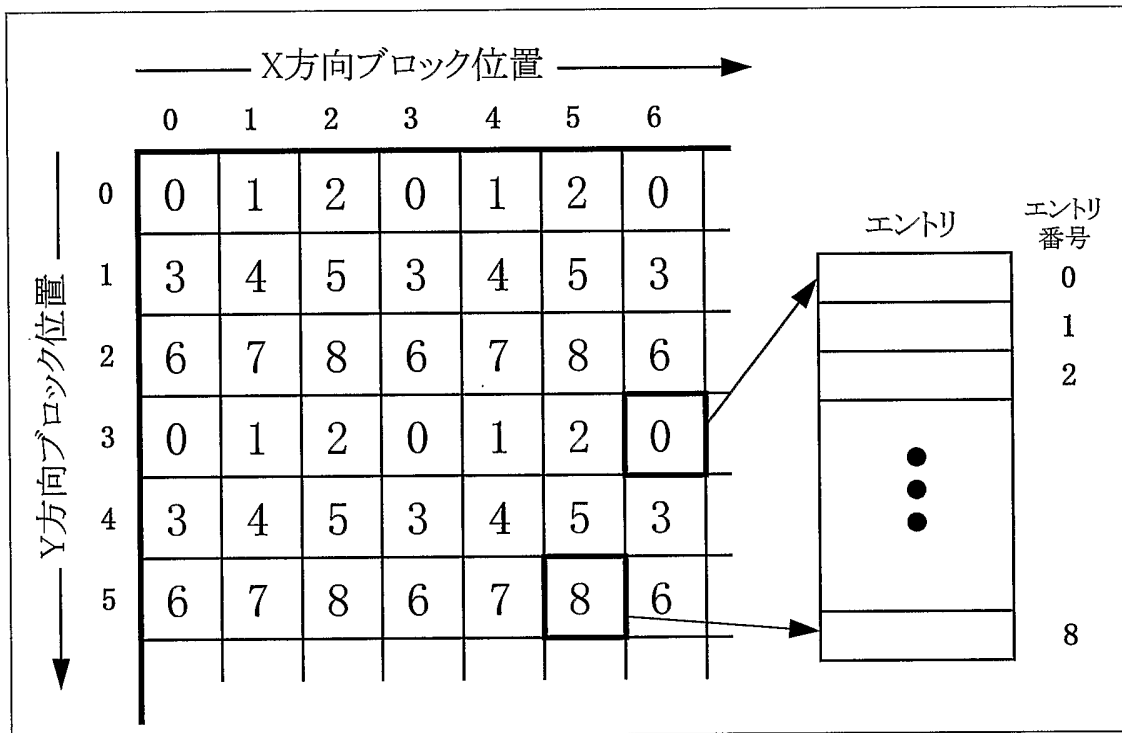 X方向ブロック位置
0 1 2 3 4 5 6
Y方向ブロック位置
0 0 1 2 0 1 2 0
1 3 4 5 3 4 5 3
2 6 7 8 6 7 8 6
3 0 1 2 0 1 2 0
4 3 4 5 3 4 5 3
5 6 7 8 6 7 8 6
エントリ
エントリ
番号
0
1
2
8